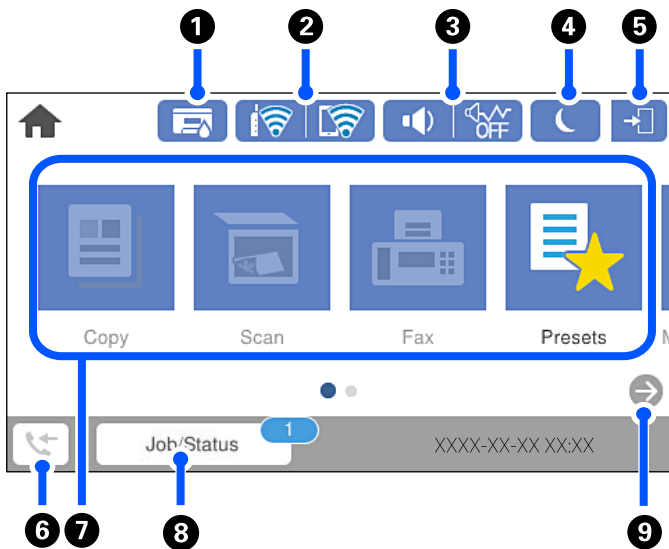 1 2 3 4 5
OFF
Copy Scan Fax Presets
Job/Status 1 XXXX-XX-XX XX:XX
6 7 8 9